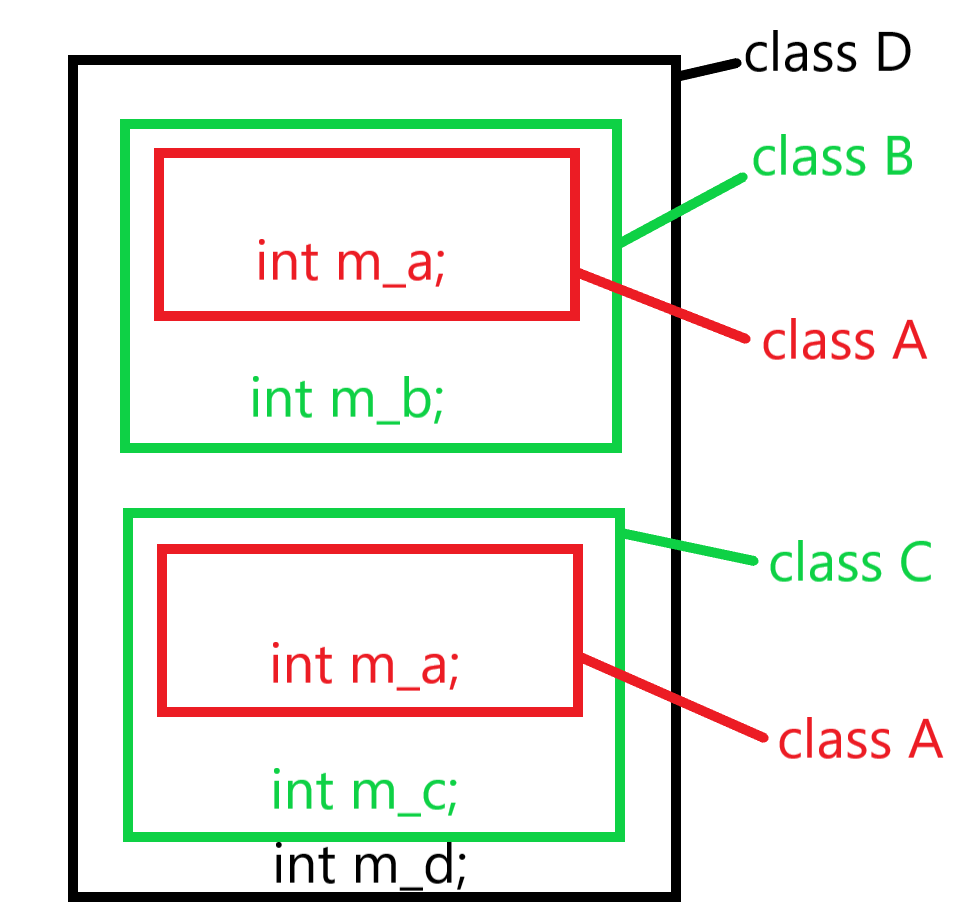 class D
class B
int m_a;
class A
int m_b;
class C
int m_a;
class A
int m_c;
int m_d;